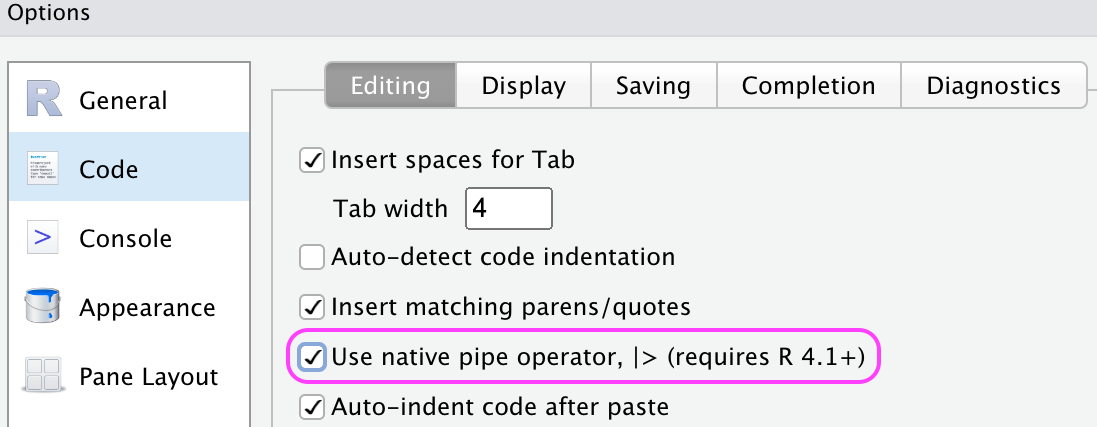 Options
General
Code
Console
Appearance
Pane Layout
Editing Display Saving Completion Diagnostics
Insert spaces for Tab
Tab width 4
Auto-detect code indentation
Insert matching parens/quotes
Use native pipe operator, |> (requires R 4.1+)
Auto-indent code after paste